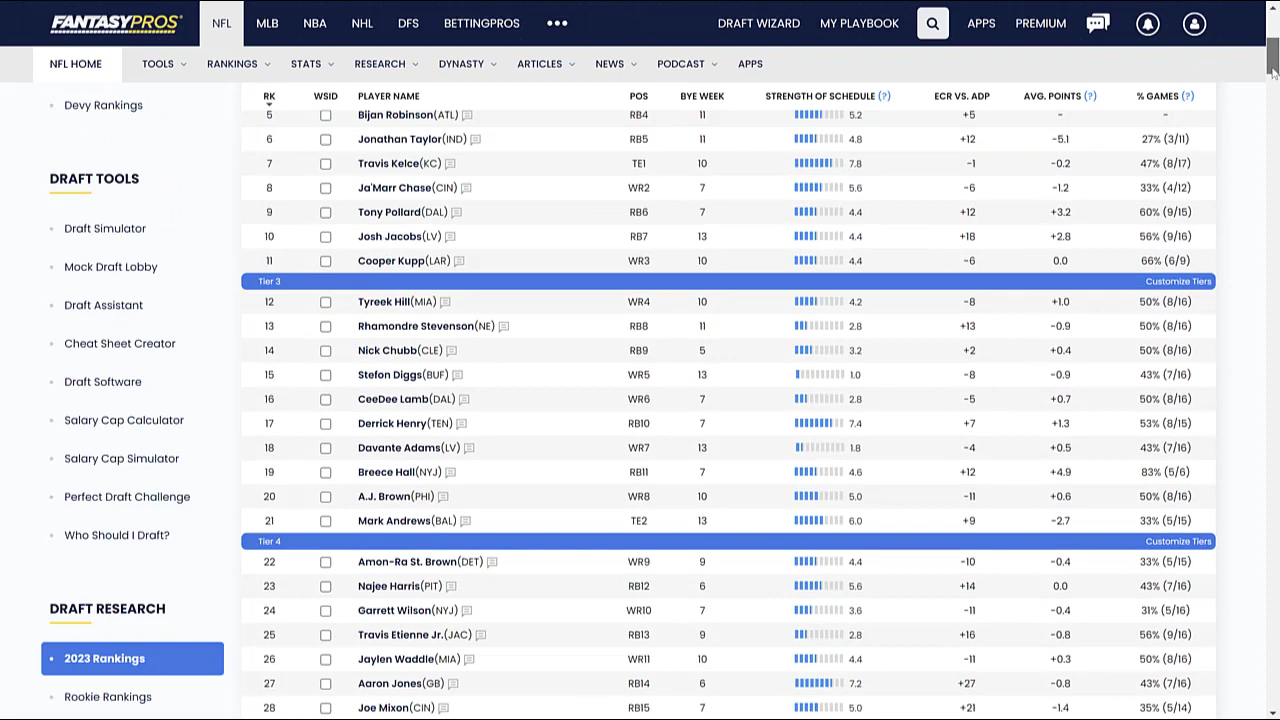 FANTASYPROS NFL MLB NBA NHL DFS BETTINGPROS ••• DRAFT WIZARD MY PLAYBOOK APPS PREMIUM
NFL HOME TOOLS RANKINGS STATS RESEARCH DYNASTY ARTICLES NEWS PODCAST APPS
Devy Rankings
DRAFT TOOLS
Draft Simulator
Mock Draft Lobby
Draft Assistant
Cheat Sheet Creator
Draft Software
Salary Cap Calculator
Salary Cap Simulator
Perfect Draft Challenge
Who Should I Draft?
DRAFT RESEARCH
2023 Rankings
Rookie Rankings
RK WSID PLAYER NAME POS BYE WEEK STRENGTH OF SCHEDULE (?) ECR VS. ADP AVG. POINTS (?) % GAMES (?)
5 Bijan Robinson(ATL) RB4 11 5.2 +5 - -
6 Jonathan Taylor(IND) RB5 11 4.8 +12 -5.1 27% (3/11)
7 Travis Kelce(KC) TE1 10 7.8 -1 -0.2 47% (8/17)
8 Ja'Marr Chase(CIN) WR2 7 5.6 -6 -1.2 33% (4/12)
9 Tony Pollard(DAL) RB6 7 4.4 +12 +3.2 60% (9/15)
10 Josh Jacobs(LV) RB7 13 4.4 +18 +2.8 56% (9/16)
11 Cooper Kupp(LAR) WR3 10 4.4 -6 0.0 66% (6/9)
Tier 3 Customize Tiers
12 Tyreek Hill(MIA) WR4 10 4.2 -8 +1.0 50% (8/16)
13 Rhamondre Stevenson(NE) RB8 11 2.8 +13 -0.9 50% (8/16)
14 Nick Chubb(CLE) RB9 5 3.2 +2 +0.4 50% (8/16)
15 Stefon Diggs(BUF) WR5 13 1.0 -8 -0.9 43% (7/16)
16 CeeDee Lamb(DAL) WR6 7 2.8 -5 +0.7 50% (8/16)
17 Derrick Henry(TEN) RB10 7 7.4 +7 53% (8/15)
18 Davante Adams(LV) WR7 13 1.8 -4 +0.5 43% (7/16)
19 Breece Hall(NYJ) RB11 7 4.6 +12 +4.9 83% (5/6)
20 A.J. Brown(PHI) WR8 10 5.0 -11 50% (8/16)
21 Mark Andrews(BAL) TE2 13 6.0 +9 33% (5/15)
Tier 4 Customize Tiers
22 Amon-Ra St. Brown(DET) WR9 9 4.4 -10 -0.4 33% (5/15)
23 Najee Harris(PIT) RB12 6 5.6 +14 0.0 43% (7/16)
24 Garrett Wilson(NYJ) WR10 7 -11 -0.4 31% (5/16)
25 Travis Etienne Jr.(JAC) RB13 9 2.8 +16 56% (9/16)
26 Jaylen Waddle(MIA) WR11 10 4.4 -11 +0.3 50% (8/16)
27 Aaron Jones(GB) RB14 6 7.2 +27 -0.8 43% (7/16)
28 Joe Mixon(CIN) RB15 7 5.0 +21 -1.4 35% (5/14)